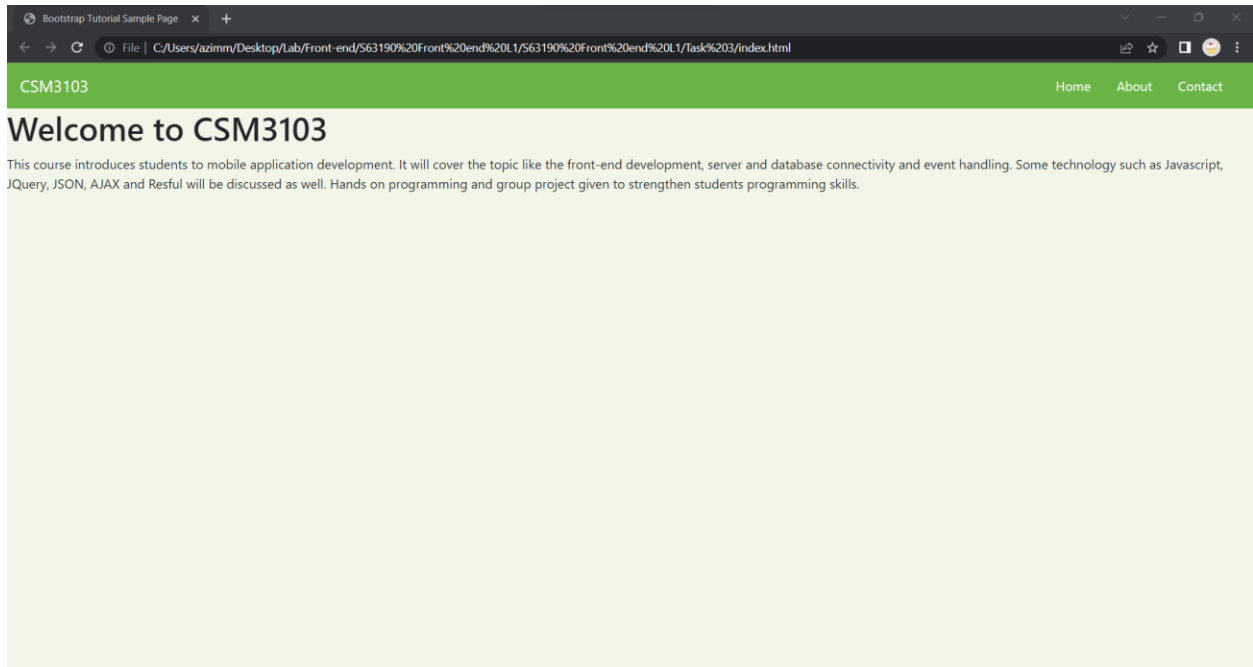 Bootstrap Tutorial Sample Page
File | C:/Users/azimm/Desktop/Lab/Front-end/S63190%20Front%20end%20L1/S63190%20Front%20end%20L1/Task%203/index.html
CSM3103 Home About Contact
Welcome to CSM3103
This course introduces students to mobile application development. It will cover the topic like the front-end development, server and database connectivity and event handling. Some technology such as Javascript,
JQuery, JSON, AJAX and Resful will be discussed as well. Hands on programming and group project given to strengthen students programming skills.